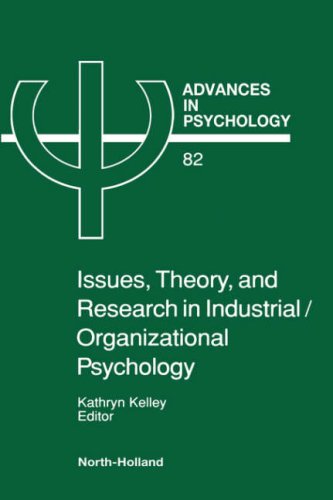 ADVANCES
IN
PSYCHOLOGY
82
Issues, Theory, and
Research in Industrial/
Organizational
Psychology
Kathryn Kelley
Editor
North-Holland